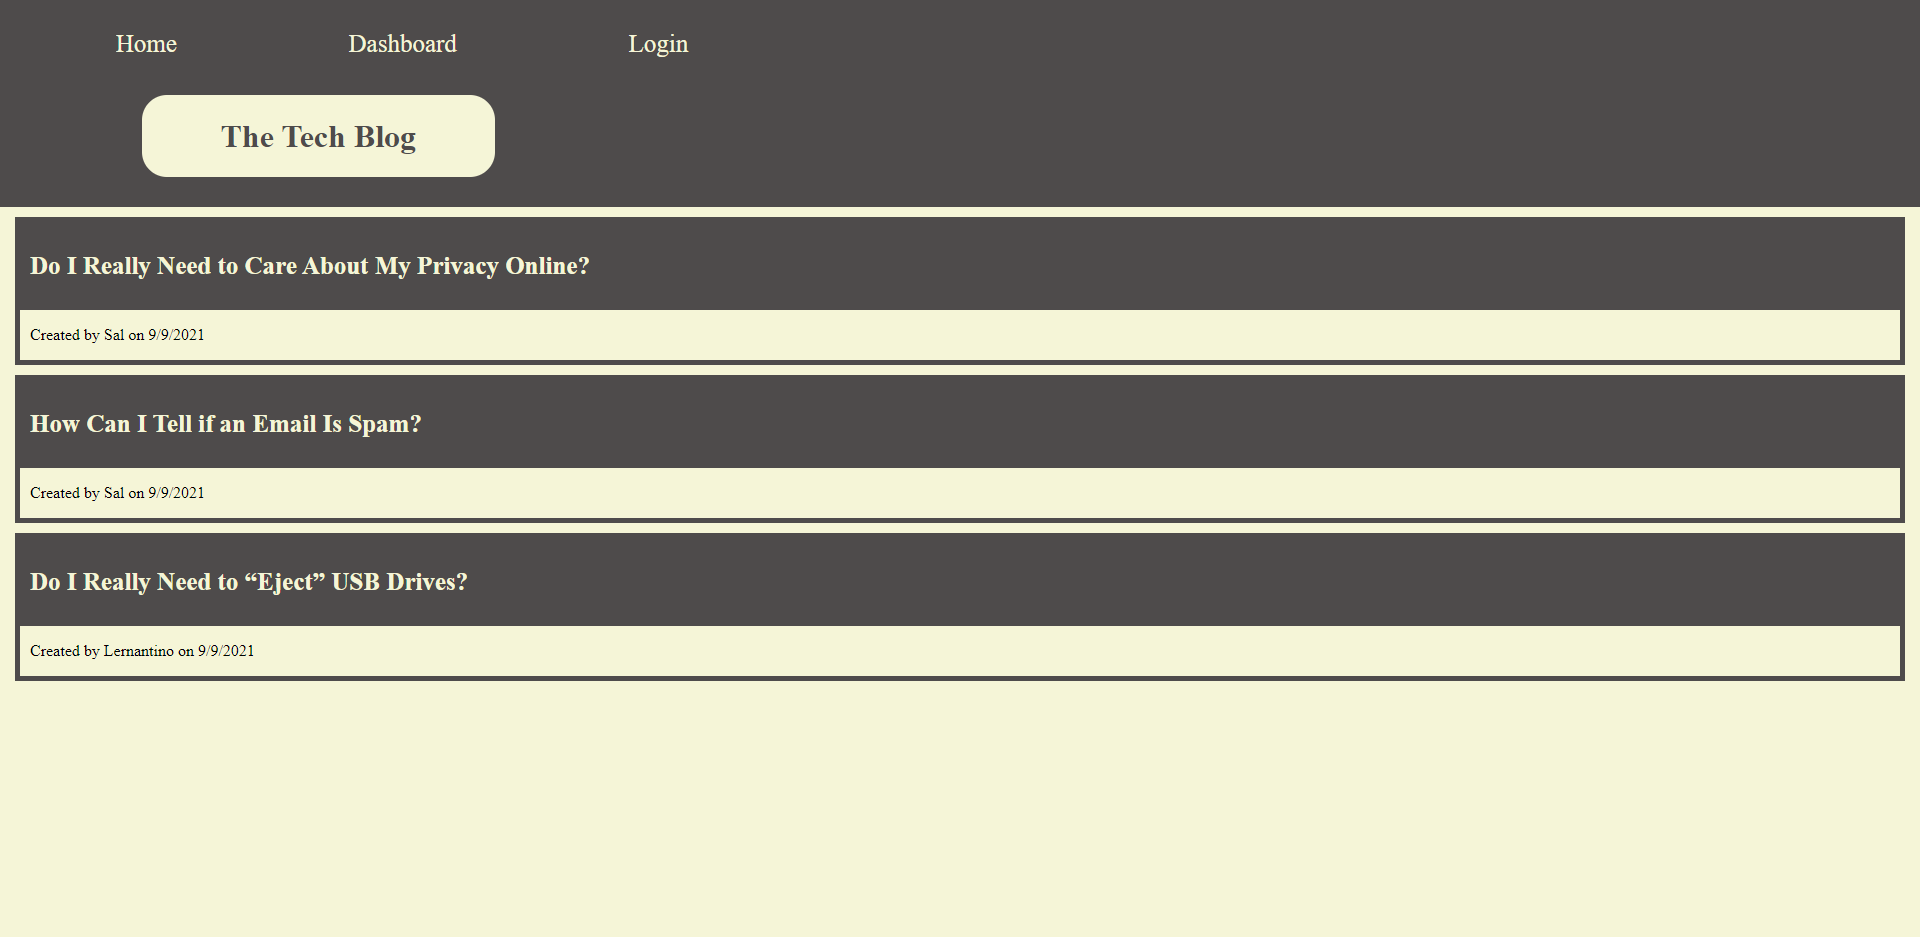 Home Dashboard Login
The Tech Blog
Do I Really Need to Care About My Privacy Online?
Created by Sal on 9/9/2021
How Can I Tell if an Email Is Spam?
Created by Sal on 9/9/2021
Do I Really Need to “Eject” USB Drives?
Created by Lernantino on 9/9/2021